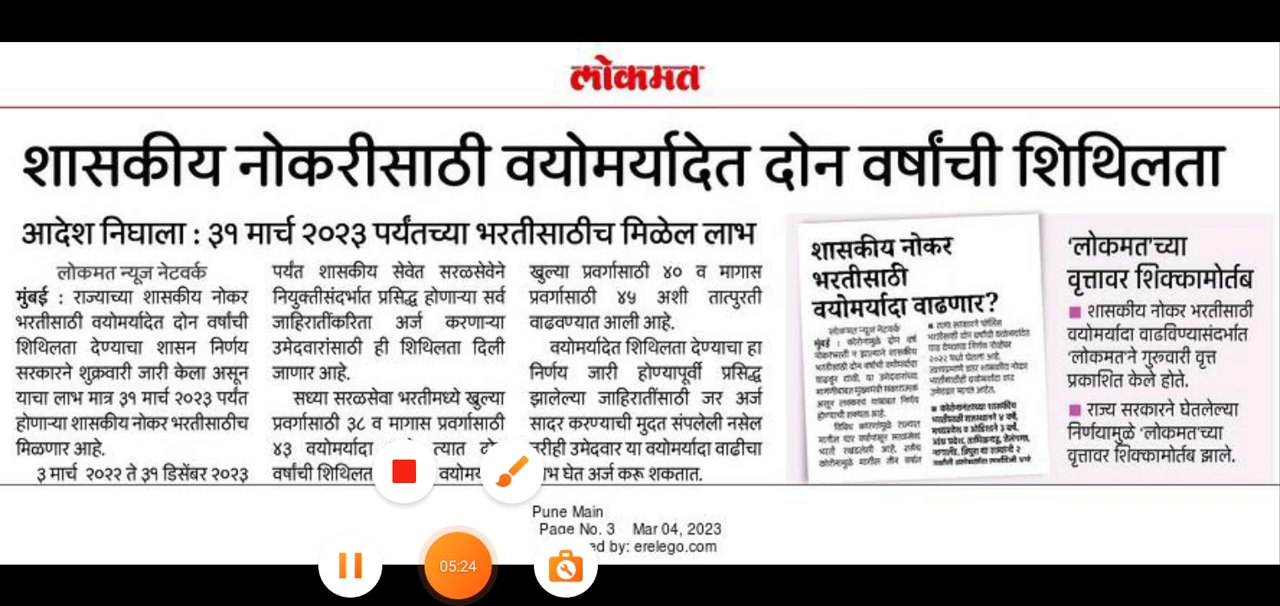 लोकमत
शासकीय नोकरीसाठी वयोमर्यादेत दोन वर्षांची शिथिलता
आदेश निघाला : ३१ मार्च २०२३ पर्यंतच्या भरतीसाठीच मिळेल लाभ
लोकमत न्यूज नेटवर्क
मुंबई : राज्याच्या शासकीय नोकर
भरतीसाठी वयोमर्यादेत दोन वर्षांची
शिथिलता देण्याचा शासन निर्णय
सरकारने शुक्रवारी जारी केला असून
याचा लाभ मात्र ३१ मार्च २०२३ पर्यंत
होणाऱ्या शासकीय नोकर भरतीसाठीच
मिळणार आहे.
३ मार्च २०२२ ते ३१ डिसेंबर २०२३
पर्यंत शासकीय सेवेत सरळसेवेने
नियुक्तीसंदर्भात प्रसिद्ध होणाऱ्या सर्व
जाहिरातींकरिता अर्ज करणाऱ्या
उमेदवारांसाठी ही शिथिलता दिली
जाणार आहे.
सध्या सरळसेवा भरतीमध्ये खुल्या
प्रवर्गासाठी ३८ व मागास प्रवर्गासाठी
४३ वयोमर्यादा त्यात
वर्षांची
खुल्या प्रवर्गासाठी ४० व मागास
प्रवर्गासाठी ४५ अशी तात्पुरती
वाढवण्यात आली आहे.
वयोमर्यादेत शिथिलता देण्याचा हा
निर्णय जारी होण्यापूर्वी प्रसिद्ध
झालेल्या जाहिरातींसाठी जर अर्ज
सादर करण्याची मुदत संपलेली नसेल
उमेदवार या वयोमर्यादा वाढीचा
घेत अर्ज करू शकतात.
शासकीय नोकर
भरतीसाठी
वयोमर्यादा वाढणार?
लोकमत न्यूज नेटवर्क
'लोकमत'च्या
वृत्तावर शिक्कामोर्तब
शासकीय नोकर भरतीसाठी
वयोमर्यादा वाढविण्यासंदर्भात
'लोकमत'ने गुरुवारी वृत्त
प्रकाशित केले होते.
राज्य सरकारने घेतलेल्या
निर्णयामुळे 'लोकमत'च्या
वृत्तावर शिक्कामोर्तब झाले.
Pune Main
Page No. 3 Mar 04, 2023
by: erelego.com
05:24